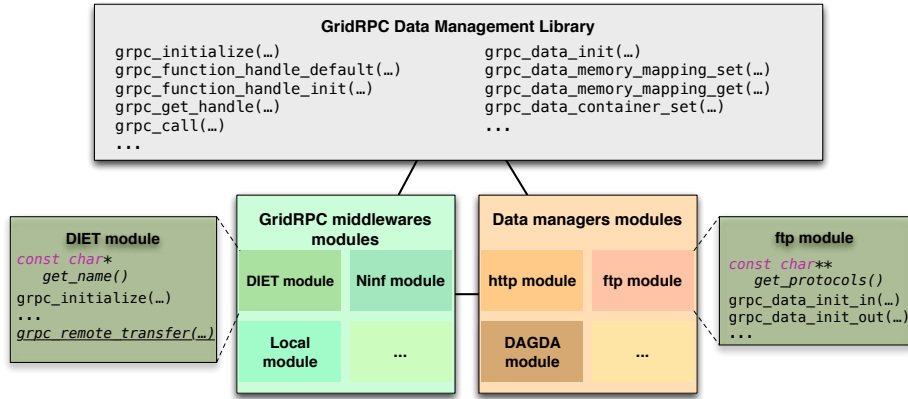 GridRPC Data Management Library
grpc_initialize(…)
grpc_function_handle_default(…)
grpc_function_handle_init(…)
grpc_get_handle(…)
grpc_call(…)
...
grpc_data_init(…)
grpc_data_memory_mapping_set(…)
grpc_data_memory_mapping_get(…)
grpc_data_container_set(…)
...
DIET module
const char*
get_name()
grpc_initialize(…)
...
grpc_remote_transfer(…)
GridRPC middlewares
modules
DIET module
Ninf module
Local
module
...
Data managers modules
http module
ftp module
DAGDA
module
...
ftp module
const char**
get_protocols()
grpc_data_init_in(…)
grpc_data_init_out(…)
...